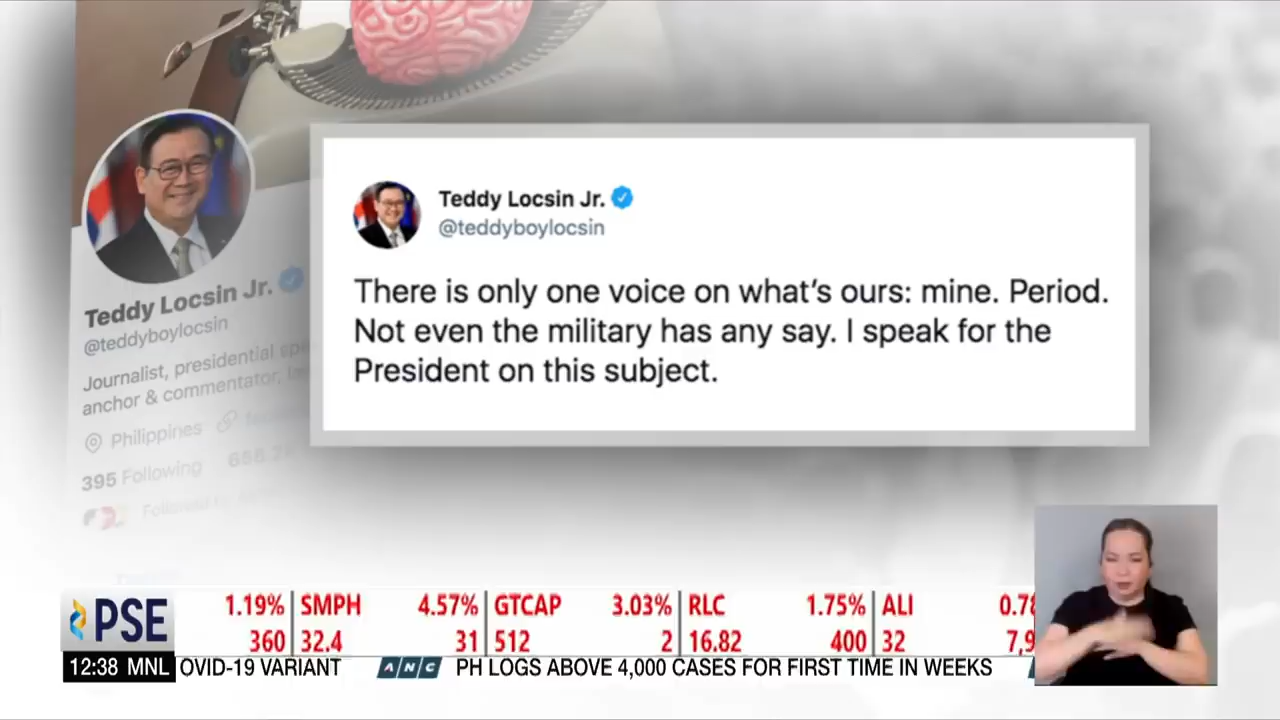 Teddy Locsin Jr.
@teddyboylocsin
There is only one voice on what's ours: mine. Period.
Not even the military has any say. I speak for the
President on this subject.
Teddy Locsin Jr.
@teddyboylocsin
Journalist, presidential
anchor & commentator,
Philippines
395 Following
PSE 1.19% SMPH 4.57% GTCAP 3.03% RLC 1.75% ALI
360 32.4 31 512 2 16.82 400 32
12:38 MNL OVID-19 VARIANT ANC PH LOGS ABOVE 4,000 CASES FOR FIRST TIME IN WEEKS